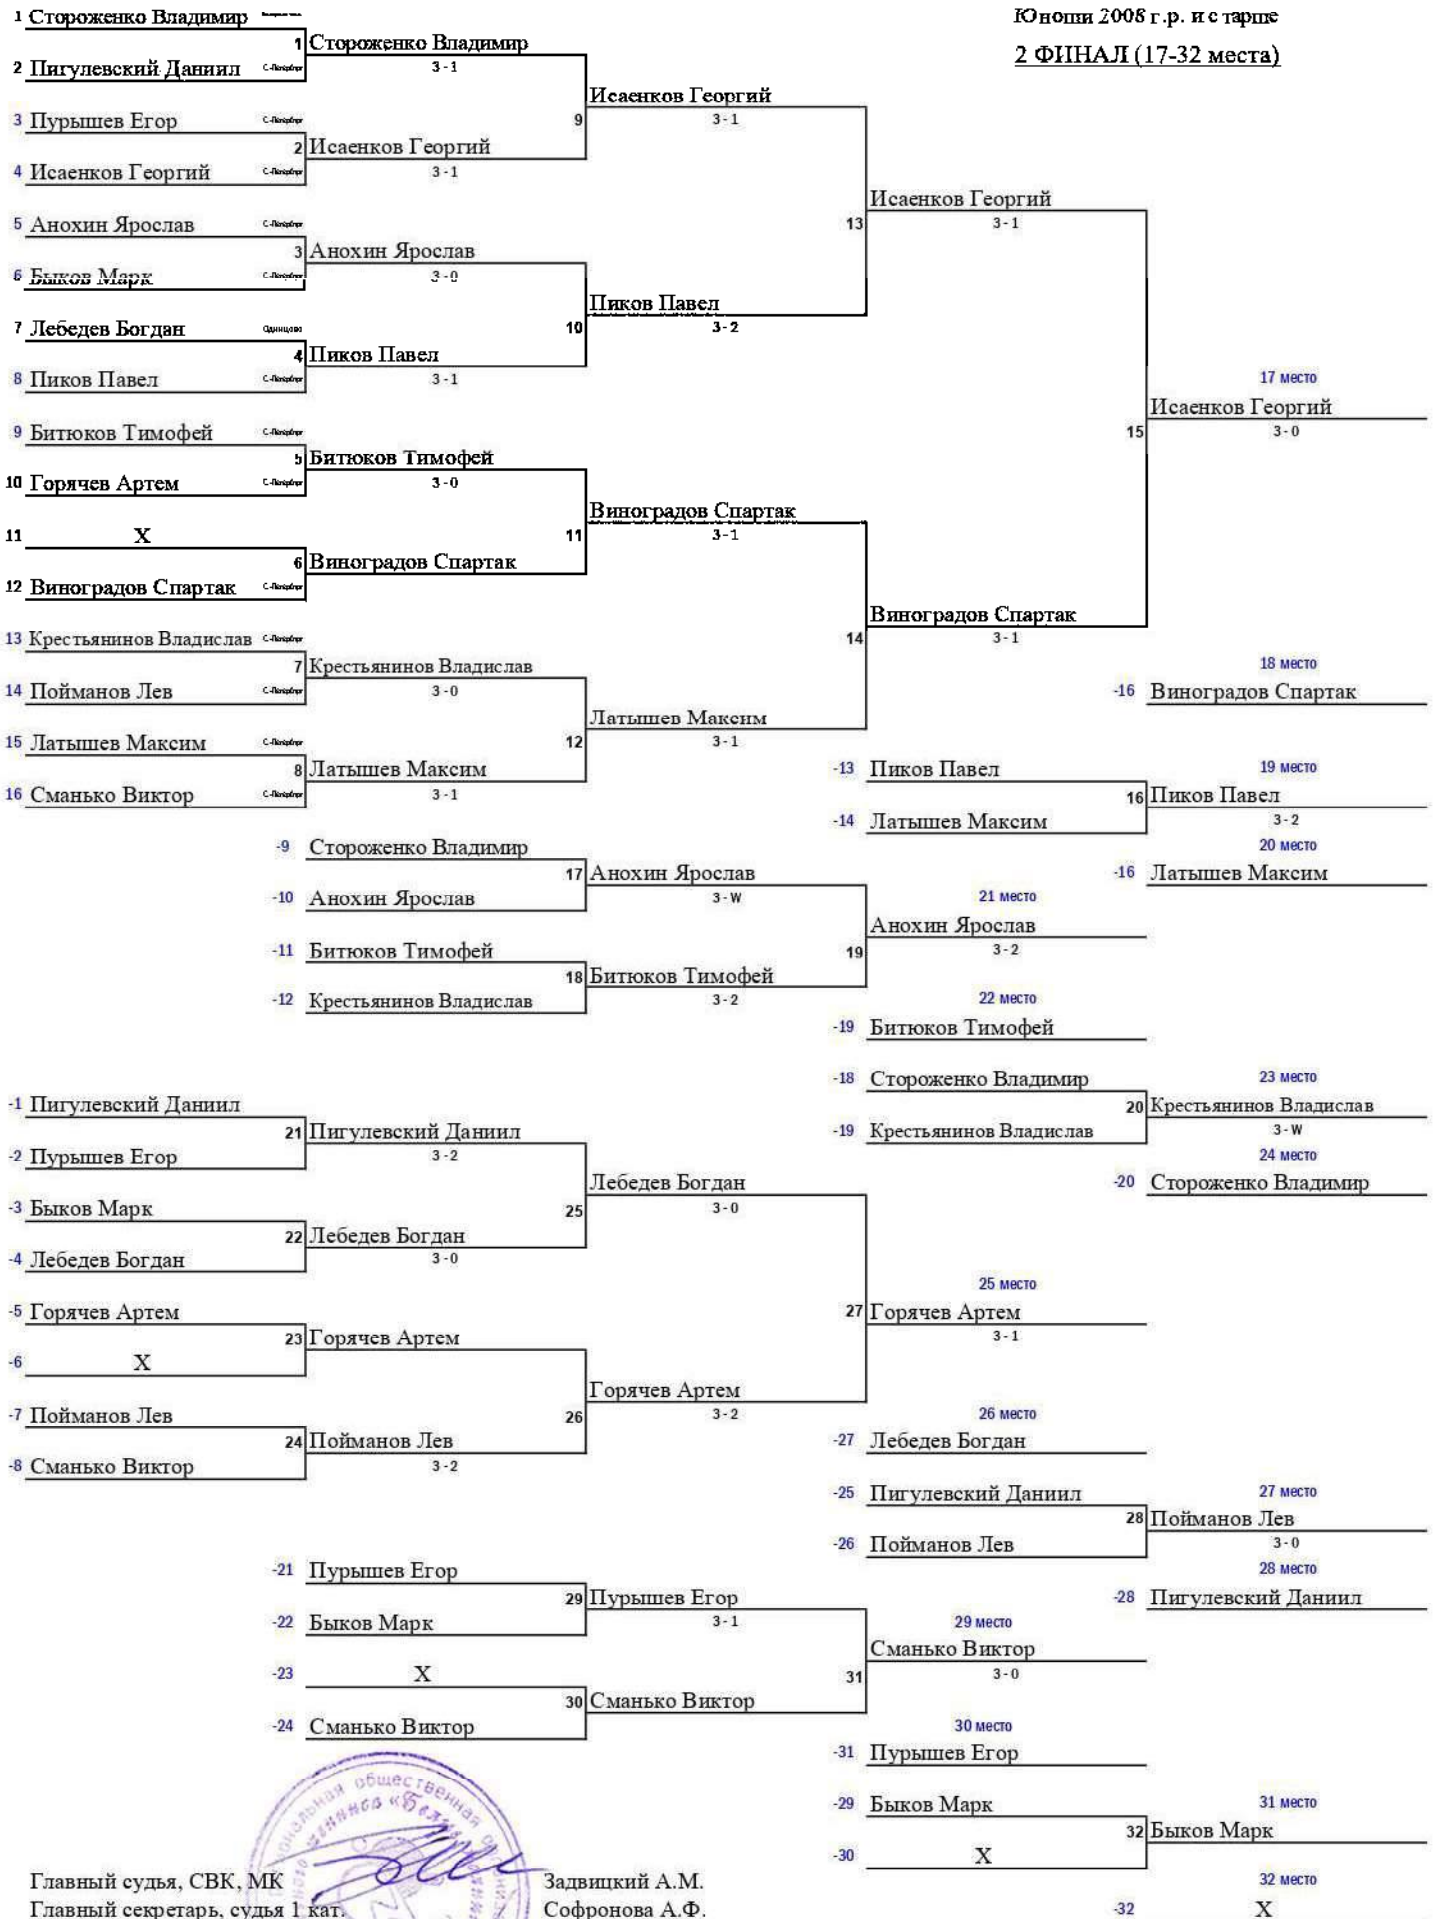 Юноши 2008 г.р. и старше
2 ФИНАЛ (17-32 места)
1 Стороженко Владимир
1 Стороженко Владимир
2 Пигулевский Даниил С.-Петербург
3 - 1
Исаенков Георгий
3 Пурышев Егор С.-Петербург
9
3 - 1
2 Исаенков Георгий
4 Исаенков Георгий С.-Петербург
3 - 1
Исаенков Георгий
5 Анохин Ярослав С.-Петербург
13
3 - 1
3 Анохин Ярослав
6 Быков Марк С.-Петербург
3 - 0
Пиков Павел
7 Лебедев Богдан Одинцово
10
3 - 2
4 Пиков Павел
8 Пиков Павел С.-Петербург
3 - 1
17 место
Исаенков Георгий
9 Битюков Тимофей С.-Петербург
15
3 - 0
5 Битюков Тимофей
10 Горячев Артем С.-Петербург
3 - 0
Виноградов Спартак
11 X
11
3 - 1
6 Виноградов Спартак
12 Виноградов Спартак С.-Петербург
Виноградов Спартак
13 Крестьянинов Владислав С.-Петербург
14
3 - 1
7 Крестьянинов Владислав
18 место
14 Пойманов Лев С.-Петербург
3 - 0
-16 Виноградов Спартак
Латышев Максим
15 Латышев Максим С.-Петербург
12
3 - 1
8 Латышев Максим
-13 Пиков Павел
19 место
16 Сманько Виктор С.-Петербург
3 - 1
16 Пиков Павел
-14 Латышев Максим
3 - 2
-9 Стороженко Владимир
20 место
17 Анохин Ярослав
-16 Латышев Максим
-10 Анохин Ярослав
3 - W
21 место
Анохин Ярослав
-11 Битюков Тимофей
19
3 - 2
18 Битюков Тимофей
-12 Крестьянинов Владислав
3 - 2
22 место
-19 Битюков Тимофей
-18 Стороженко Владимир
23 место
-1 Пигулевский Даниил
20 Крестьянинов Владислав
21 Пигулевский Даниил
-19 Крестьянинов Владислав
3 - W
-2 Пурышев Егор
3 - 2
24 место
Лебедев Богдан
-20 Стороженко Владимир
-3 Быков Марк
25
3 - 0
22 Лебедев Богдан
-4 Лебедев Богдан
3 - 0
25 место
-5 Горячев Артем
27 Горячев Артем
23 Горячев Артем
3 - 1
-6 X
Горячев Артем
-7 Пойманов Лев
26
3 - 2
26 место
24 Пойманов Лев
-27 Лебедев Богдан
-8 Сманько Виктор
3 - 2
-25 Пигулевский Даниил
27 место
28 Пойманов Лев
-26 Пойманов Лев
3 - 0
-21 Пурышев Егор
28 место
29 Пурышев Егор
-28 Пигулевский Даниил
-22 Быков Марк
3 - 1
29 место
Сманько Виктор
-23 X
31
3 - 0
30 Сманько Виктор
-24 Сманько Виктор
30 место
-31 Пурышев Егор
-29 Быков Марк
31 место
32 Быков Марк
-30 X
Главный судья, СВК, МК Задвицкий А.М.
32 место
Главный секретарь, судья 1 кат. Софронова А.Ф.
-32 X
общественная